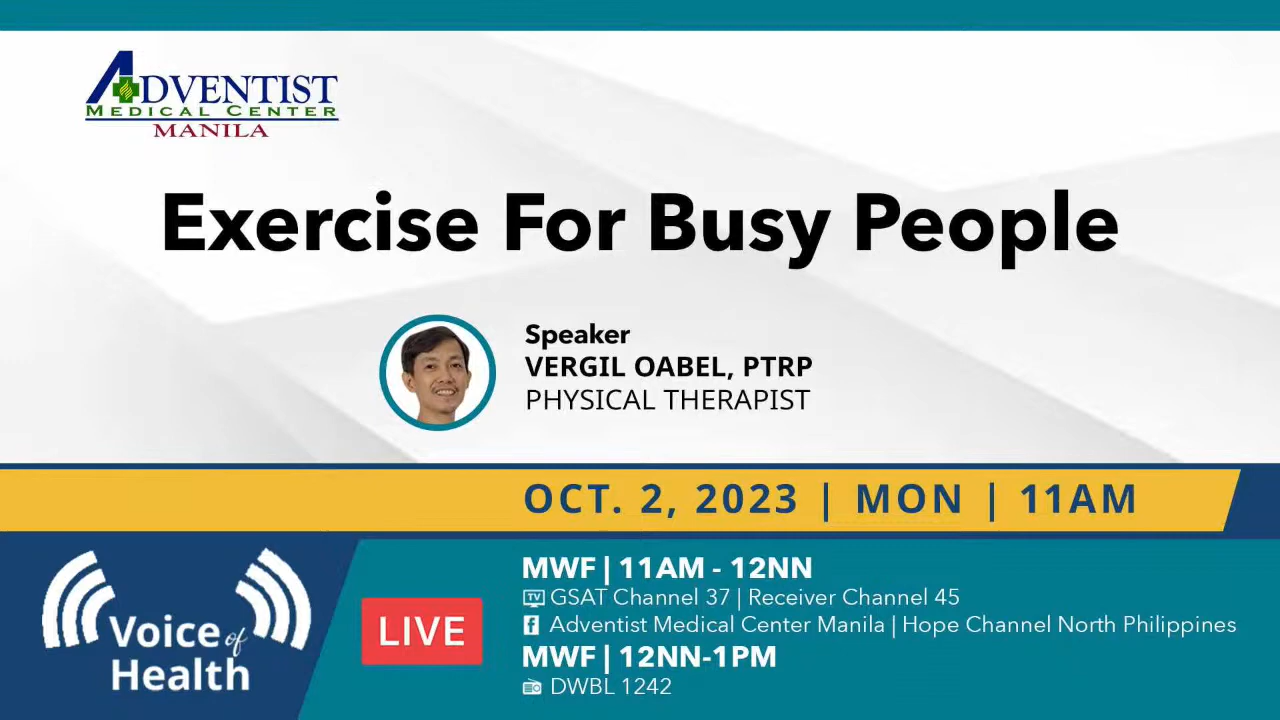 ADVENTIST
MEDICAL CENTER
MANILA
Exercise For Busy People
Speaker
VERGIL OABEL, PTRP
PHYSICAL THERAPIST
OCT. 2, 2023 | MON | 11AM
Voice of
Health
LIVE
MWF | 11AM - 12NN
TV GSAT Channel 37 | Receiver Channel 45
f Adventist Medical Center Manila | Hope Channel North Philippines
MWF | 12NN-1PM
DWBL 1242